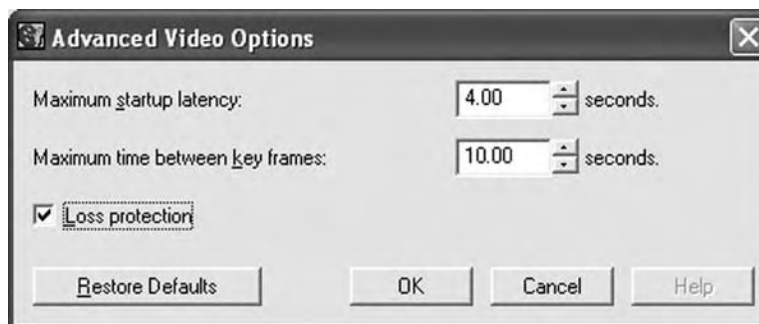 Advanced Video Options
Maximum startup latency: 4.00 seconds.
Maximum time between key frames: 10.00 seconds.
Loss protection
Restore Defaults OK Cancel Help